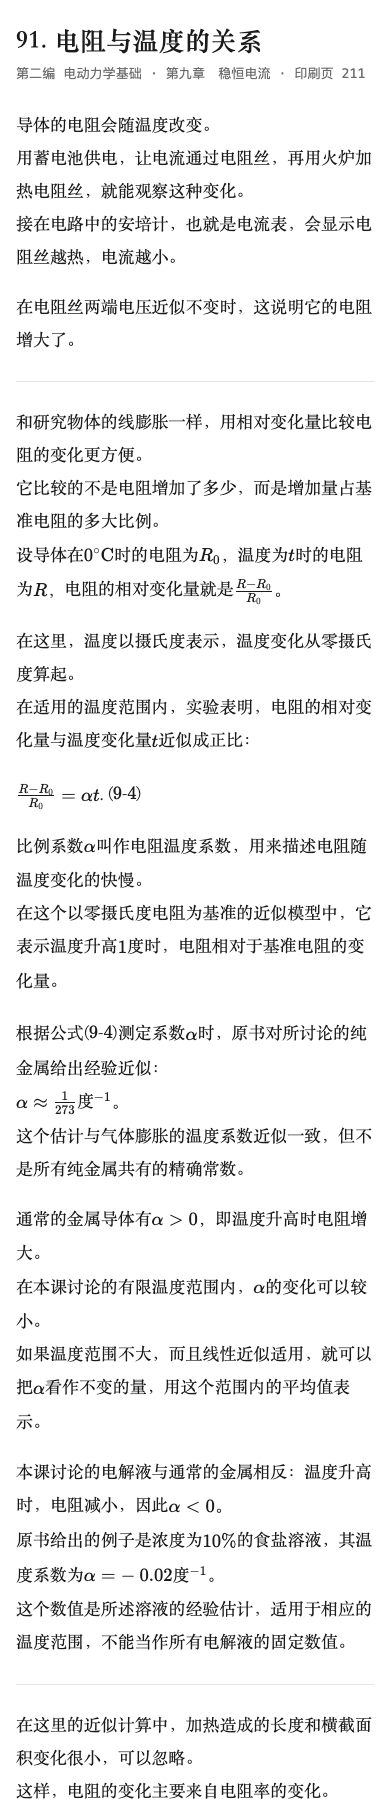 91. 电阻与温度的关系
第二编 电动力学基础 · 第九章 稳恒电流 · 印刷页 211
导体的电阻会随温度改变。
用蓄电池供电，让电流通过电阻丝，再用火炉加
热电阻丝，就能观察这种变化。
接在电路中的安培计，也就是电流表，会显示电
阻丝越热，电流越小。
在电阻丝两端电压近似不变时，这说明它的电阻
增大了。
和研究物体的线膨胀一样，用相对变化量比较电
阻的变化更方便。
它比较的不是电阻增加了多少，而是增加量占基
准电阻的多大比例。
设导体在0°C时的电阻为R₀，温度为t时的电阻
为R，电阻的相对变化量就是(R−R₀)/R₀。
在这里，温度以摄氏度表示，温度变化从零摄氏
度算起。
在适用的温度范围内，实验表明，电阻的相对变
化量与温度变化量t近似成正比：
(R−R₀)/R₀ = αt. (9-4)
比例系数α叫作电阻温度系数，用来描述电阻随
温度变化的快慢。
在这个以零摄氏度电阻为基准的近似模型中，它
表示温度升高1度时，电阻相对于基准电阻的变
化量。
根据公式(9-4)测定系数α时，原书对所讨论的纯
金属给出经验近似：
α ≈ 1/273 度⁻¹。
这个估计与气体膨胀的温度系数近似一致，但不
是所有纯金属共有的精确常数。
通常的金属导体有α > 0，即温度升高时电阻增
大。
在本课讨论的有限温度范围内，α的变化可以较
小。
如果温度范围不大，而且线性近似适用，就可以
把α看作不变的量，用这个范围内的平均值表
示。
本课讨论的电解液与通常的金属相反：温度升高
时，电阻减小，因此α < 0。
原书给出的例子是浓度为10%的食盐溶液，其温
度系数为α = − 0.02度⁻¹。
这个数值是所述溶液的经验估计，适用于相应的
温度范围，不能当作所有电解液的固定数值。
在这里的近似计算中，加热造成的长度和横截面
积变化很小，可以忽略。
这样，电阻的变化主要来自电阻率的变化。